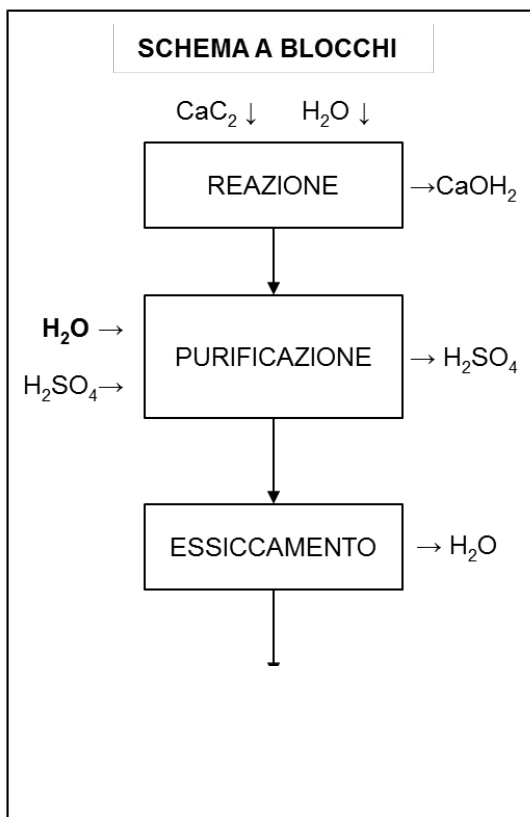 SCHEMA A BLOCCHI
CaC₂ ↓ H₂O ↓
REAZIONE
→CaOH₂
H₂O →
PURIFICAZIONE
→ H₂SO₄
H₂SO₄→
ESSICCAMENTO
→ H₂O